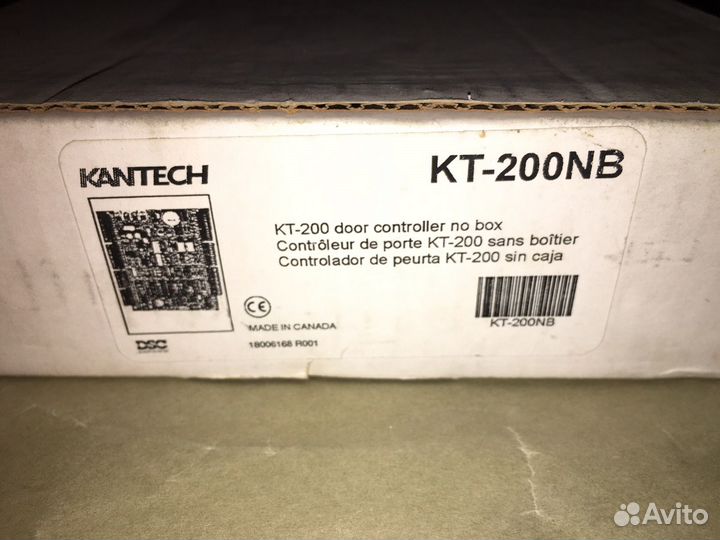 KANTECH
KT-200NB
KT-200 door controller no box
Contrôleur de porte KT-200 sans boîtier
Controlador de peurta KT-200 sin caja
CE
MADE IN CANADA
18006168 R001
KT-200NB
DSC
Avito